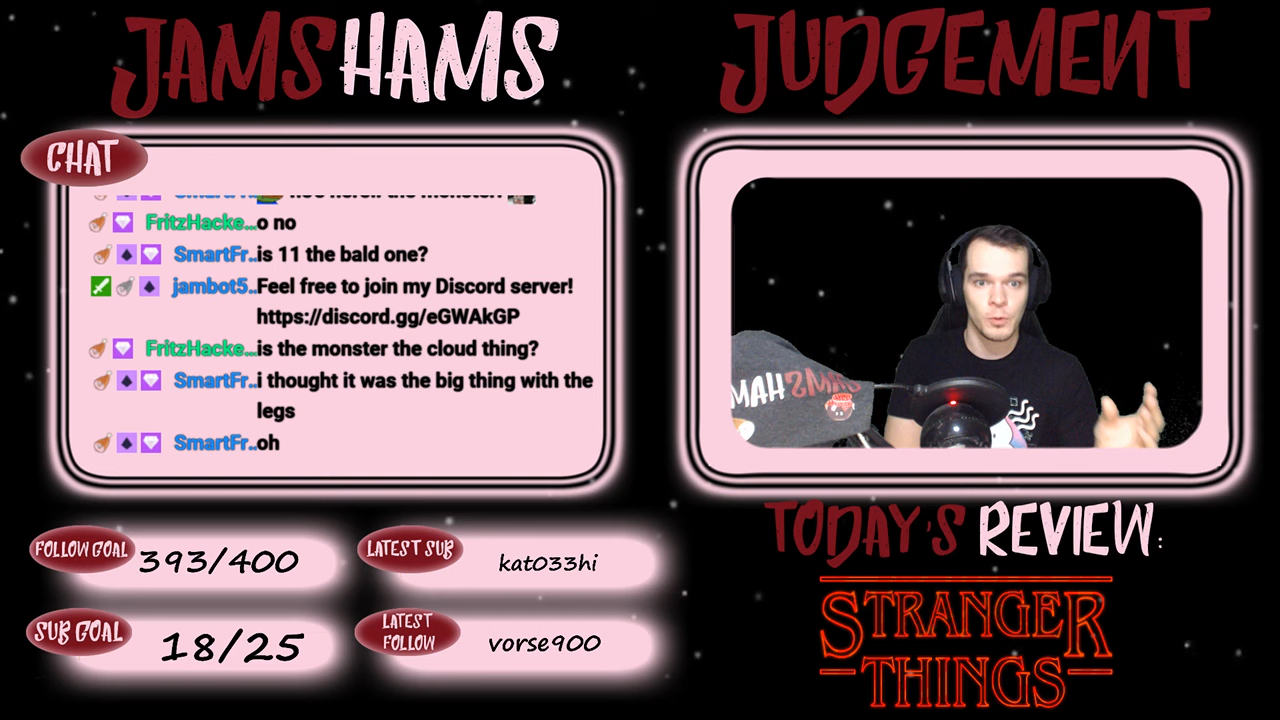 JAMSHAMS
JUDGEMENT
CHAT
FritzHacke...o no
SmartFr..is 11 the bald one?
jambot5..Feel free to join my Discord server!
https://discord.gg/eGWAkGP
FritzHacke...is the monster the cloud thing?
SmartFr..i thought it was the big thing with the
legs
SmartFr..oh
JAMSHAM
TODAY'S REVIEW:
STRANGER
THINGS
FOLLOW GOAL 393/400
LATEST SUB kat033hi
SUB GOAL 18/25
LATEST
FOLLOW vorse900